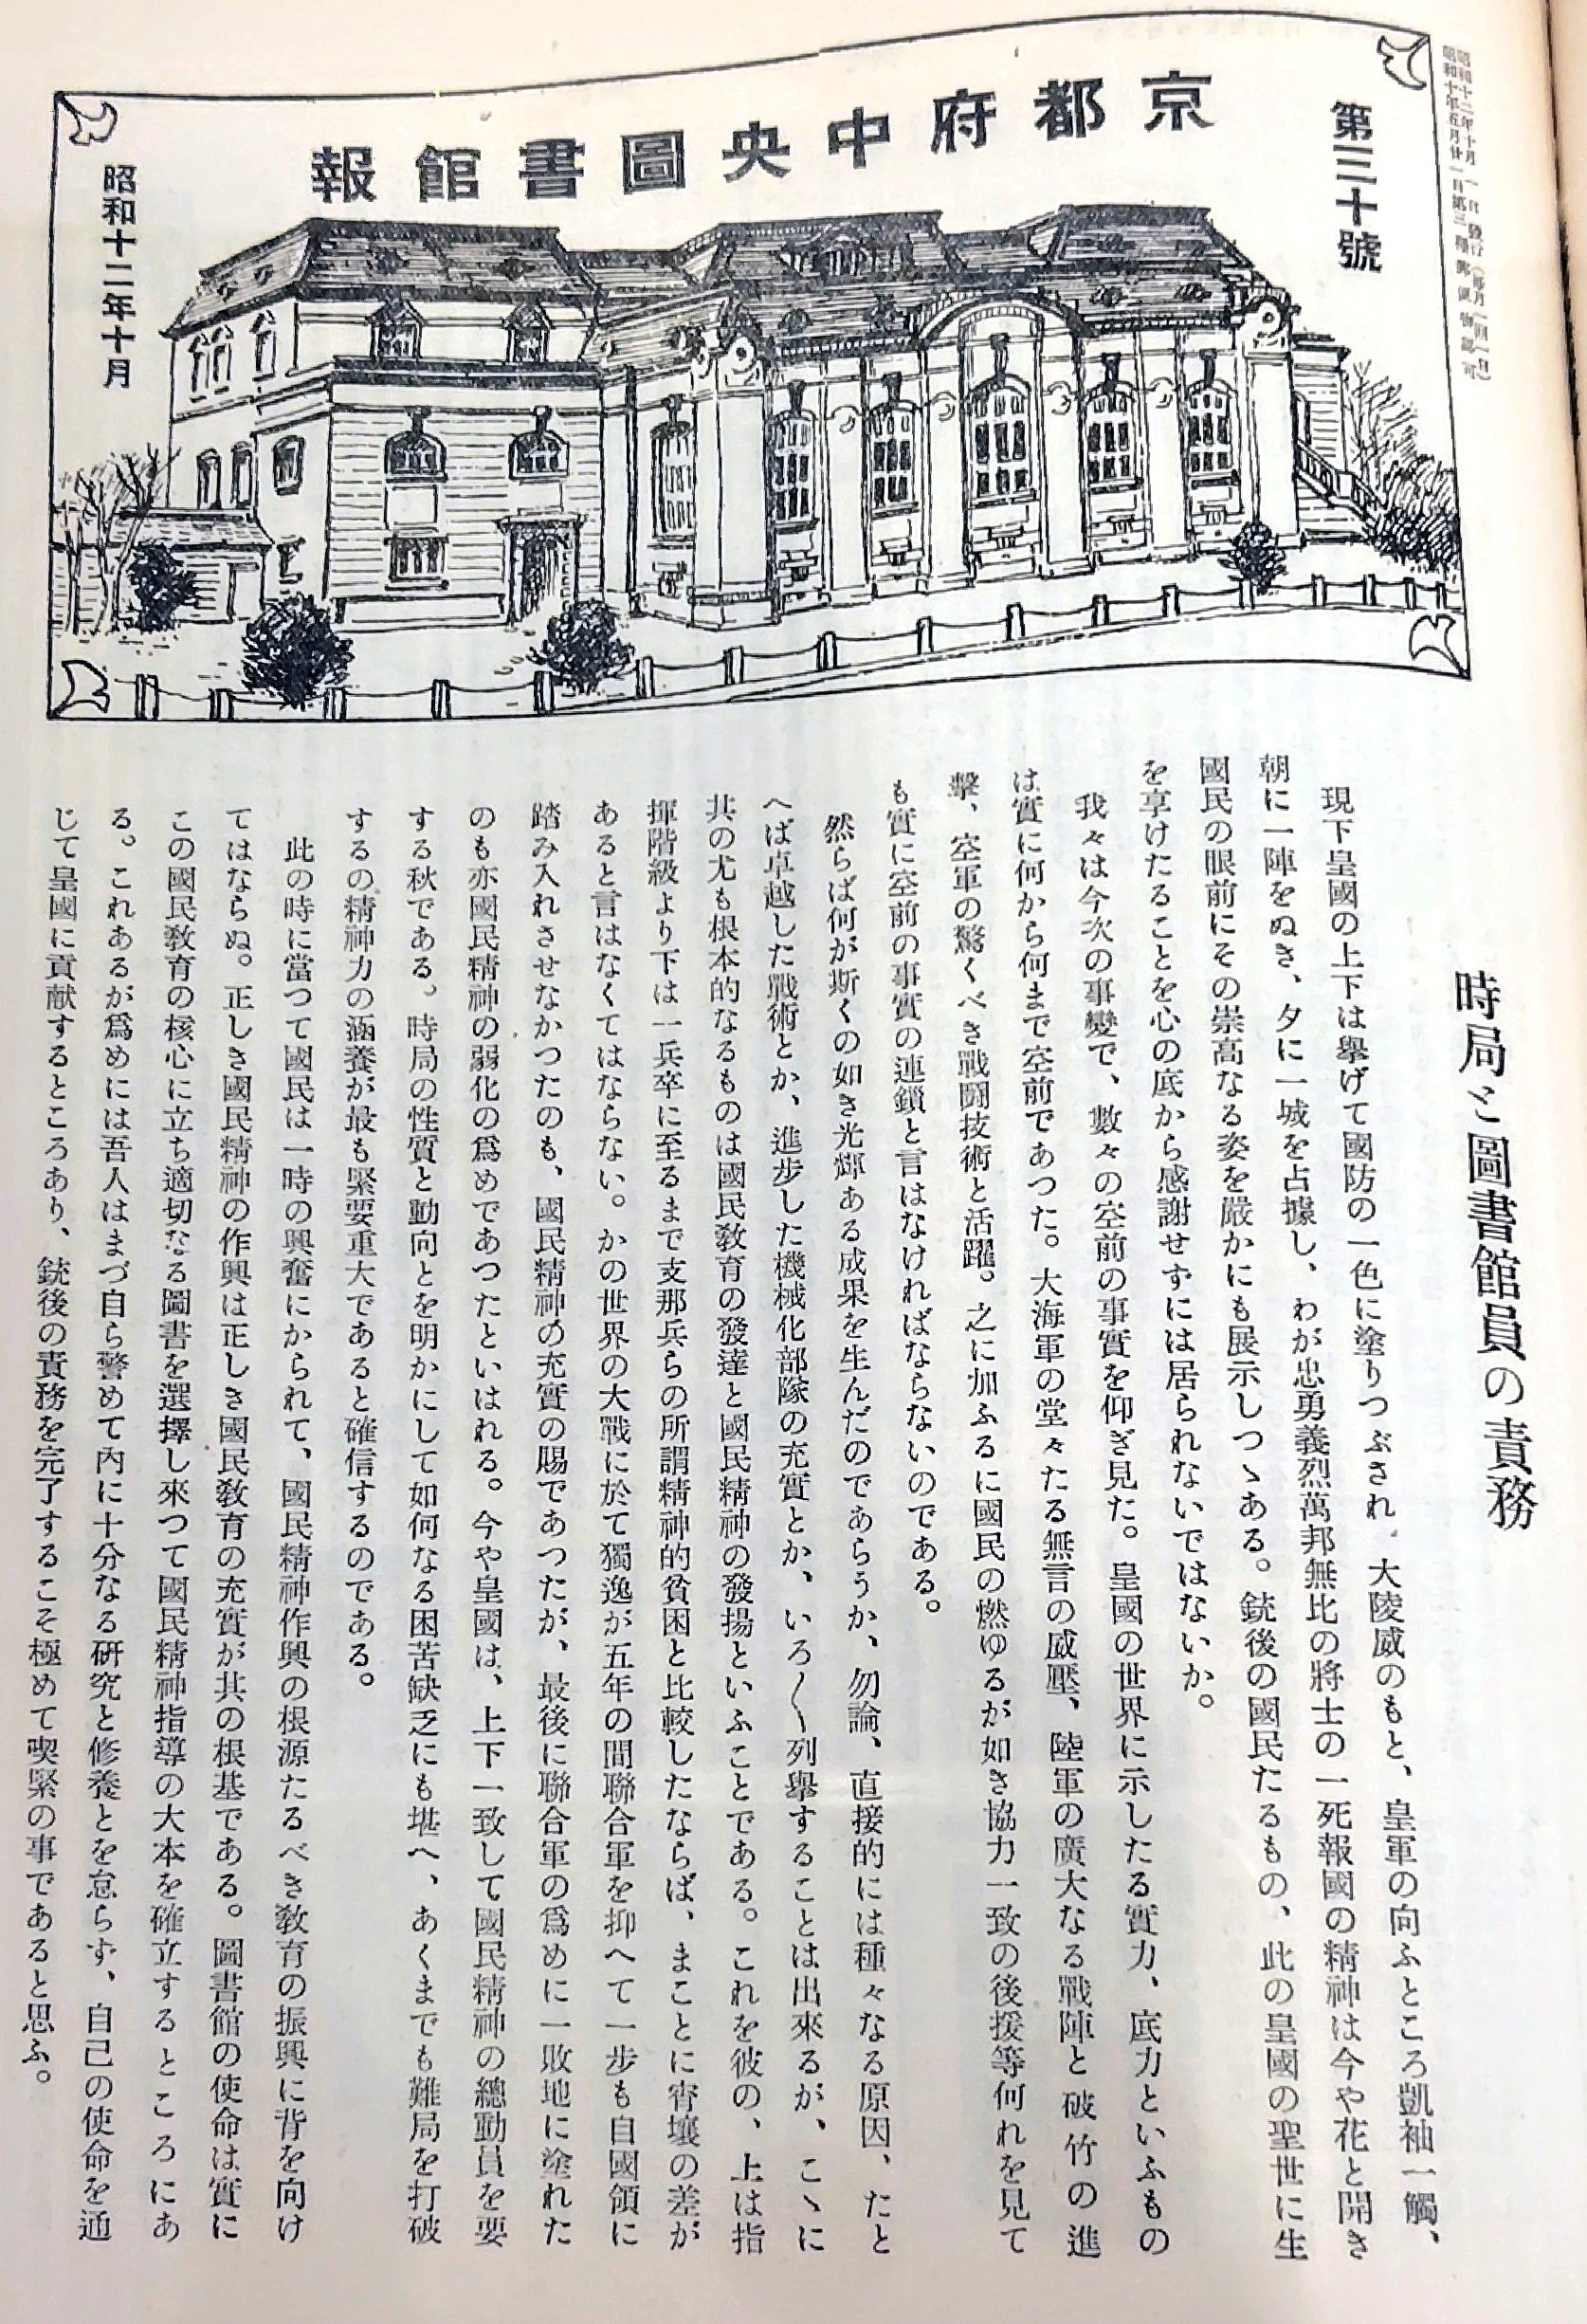 昭和十二年十月一日發行(每月一回一日)
昭和十年五月廿一日第三種郵便物認可
第三十號
京都府中央圖書館報
昭和十二年十月
時局と圖書館員の責務
現下皇國の上下は擧げて國防の一色に塗りつぶされ、大陵威のもと、皇軍の向ふところ凱袖一觸、
朝に一陣をぬき、夕に一城を占據し、わが忠勇義烈萬邦無比の將士の一死報國の精神は今や花と開き
國民の眼前にその崇高なる姿を嚴かにも展示しつゝある。銃後の國民たるもの、此の皇國の聖世に生
を享けたることを心の底から感謝せずには居られないではないか。
我々は今次の事變で、數々の空前の事實を仰ぎ見た。皇國の世界に示したる實力、底力といふもの
は實に何から何まで空前であつた。大海軍の堂々たる無言の威壓、陸軍の廣大なる戰陣と破竹の進
擊、空軍の驚くべき戰鬪技術と活躍。之に加ふるに國民の燃ゆるが如き協力一致の後援等何れを見て
も實に空前の事實の連鎖と言はなければならないのである。
然らば何が斯くの如き光輝ある成果を生んだのであらうか、勿論、直接的には種々なる原因、たと
へば卓越した戰術とか、進步した機械化部隊の充實とか、いろ〱列擧することは出來るが、こゝに
其の尤も根本的なるものは國民教育の發達と國民精神の發揚といふことである。これを彼の、上は指
揮階級より下は一兵卒に至るまで支那兵らの所謂精神的貧困と比較したならば、まことに霄壤の差が
あると言はなくてはならない。かの世界の大戰に於て獨逸が五年の間聯合軍を抑へて一步も自國領に
踏み入れさせなかつたのも、國民精神の充實の賜であつたが、最後に聯合軍の爲めに一敗地に塗れた
のも亦國民精神の弱化の爲めであつたといはれる。今や皇國は、上下一致して國民精神の總動員を要
する秋である。時局の性質と動向とを明かにして如何なる困苦缺乏にも堪へ、あくまでも難局を打破
するの精神力の涵養が最も緊要重大であると確信するのである。
此の時に當つて國民は一時の興奮にかられて、國民精神作興の根源たるべき教育の振興に背を向け
てはならぬ。正しき國民精神の作興は正しき國民教育の充實が其の根基である。圖書館の使命は實に
この國民教育の核心に立ち適切なる圖書を選擇し來つて國民精神指導の大本を確立するところにあ
る。これあるが爲めには吾人はまづ自ら警めて內に十分なる研究と修養とを怠らず、自己の使命を通
じて皇國に貢献するところあり、銃後の責務を完了するこそ極めて喫緊の事であると思ふ。